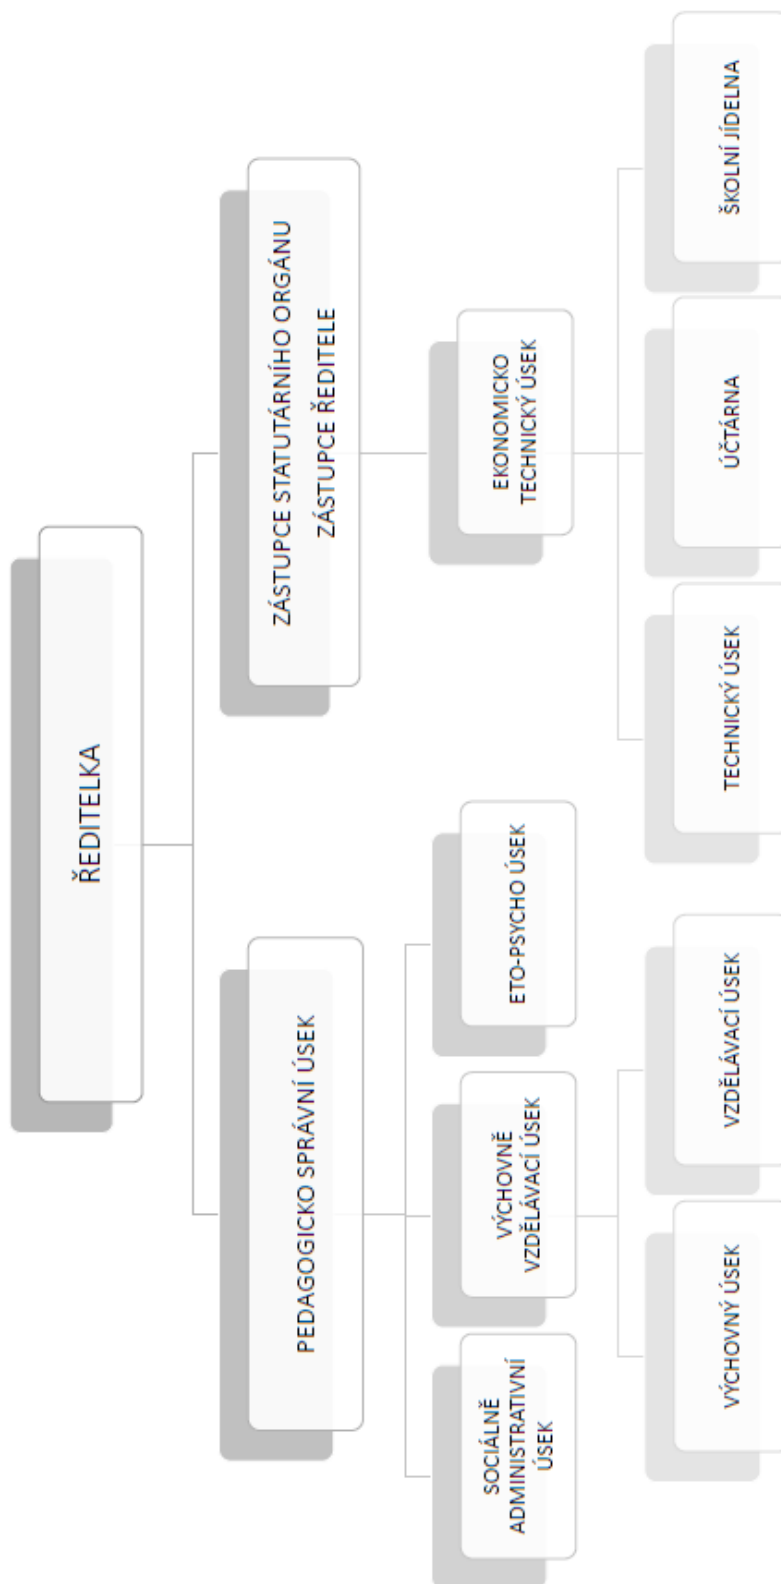 ŘEDITELKA
PEDAGOGICKO SPRÁVNÍ ÚSEK
ZÁSTUPCE STATUTÁRNÍHO ORGÁNU
ZÁSTUPCE ŘEDITELE
SOCIÁLNĚ
ADMINISTRATIVNÍ
ÚSEK
VÝCHOVNĚ
VZDĚLÁVACÍ ÚSEK
ETO-PSYCHO ÚSEK
EKONOMICKO
TECHNICKÝ ÚSEK
VÝCHOVNÝ ÚSEK
VZDĚLÁVACÍ ÚSEK
TECHNICKÝ ÚSEK
ÚČTÁRNA
ŠKOLNÍ JÍDELNA